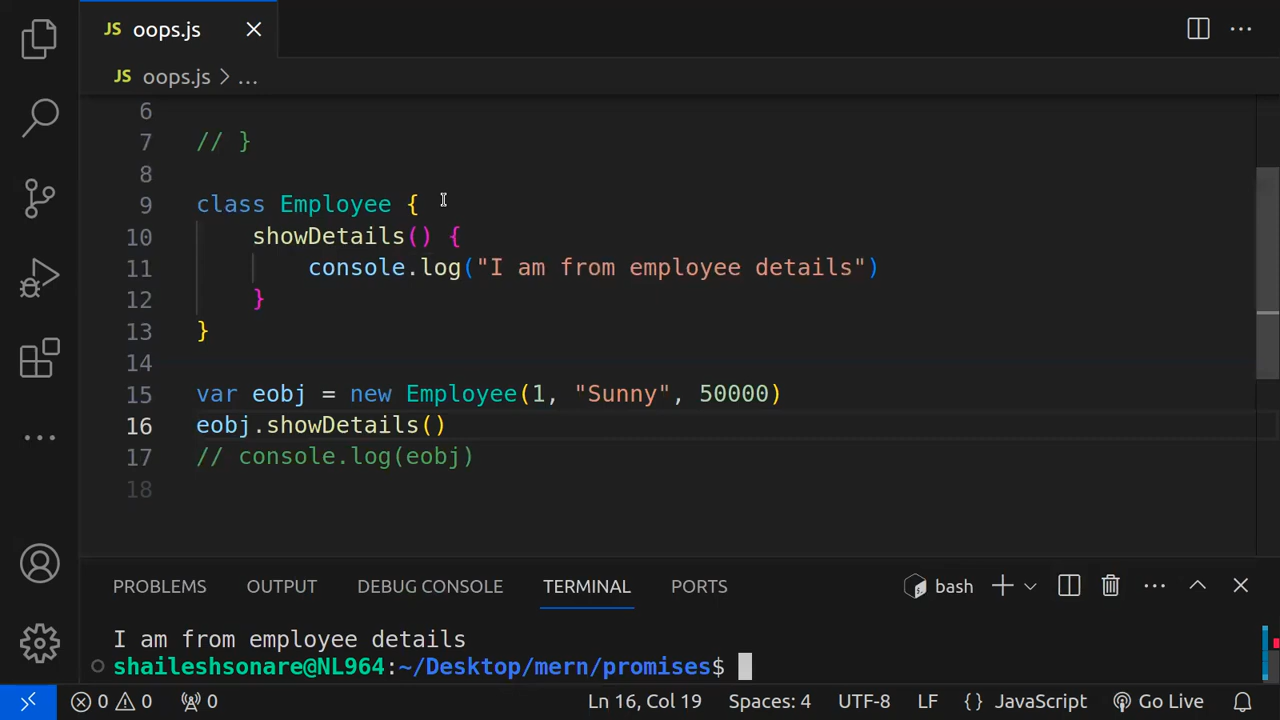 JS oops.js
JS oops.js > ...
6
7 // }
8
9 class Employee {
10 showDetails() {
11 console.log("I am from employee details")
12 }
13 }
14
15 var eobj = new Employee(1, "Sunny", 50000)
16 eobj.showDetails()
17 // console.log(eobj)
18
PROBLEMS OUTPUT DEBUG CONSOLE TERMINAL PORTS bash
I am from employee details
shaileshsonare@NL964:~/Desktop/mern/promises$
0 0 0 Ln 16, Col 19 Spaces: 4 UTF-8 LF {} JavaScript Go Live